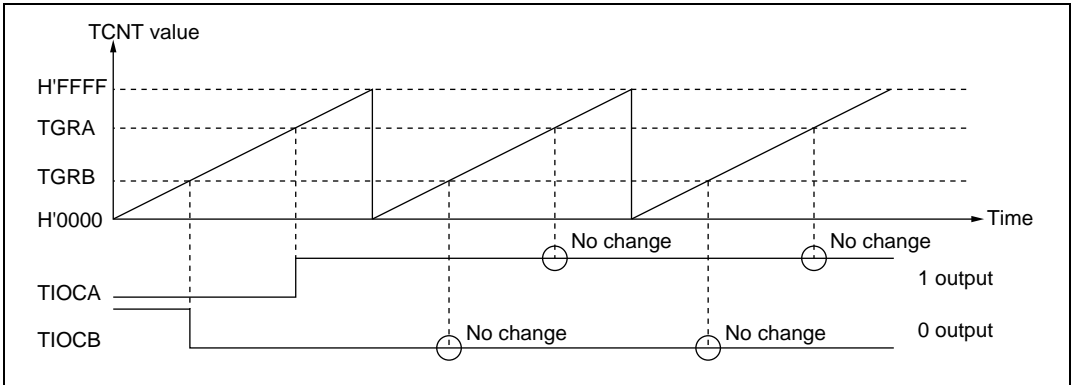 TCNT value
H'FFFF
TGRA
TGRB
H'0000
Time
No change No change
1 output
TIOCA
No change No change
0 output
TIOCB